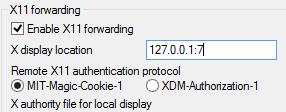 X11 forwarding
Enable X11 forwarding
X display location 127.0.0.1:7
Remote X11 authentication protocol
MIT-Magic-Cookie-1 XDM-Authorization-1
X authority file for local display